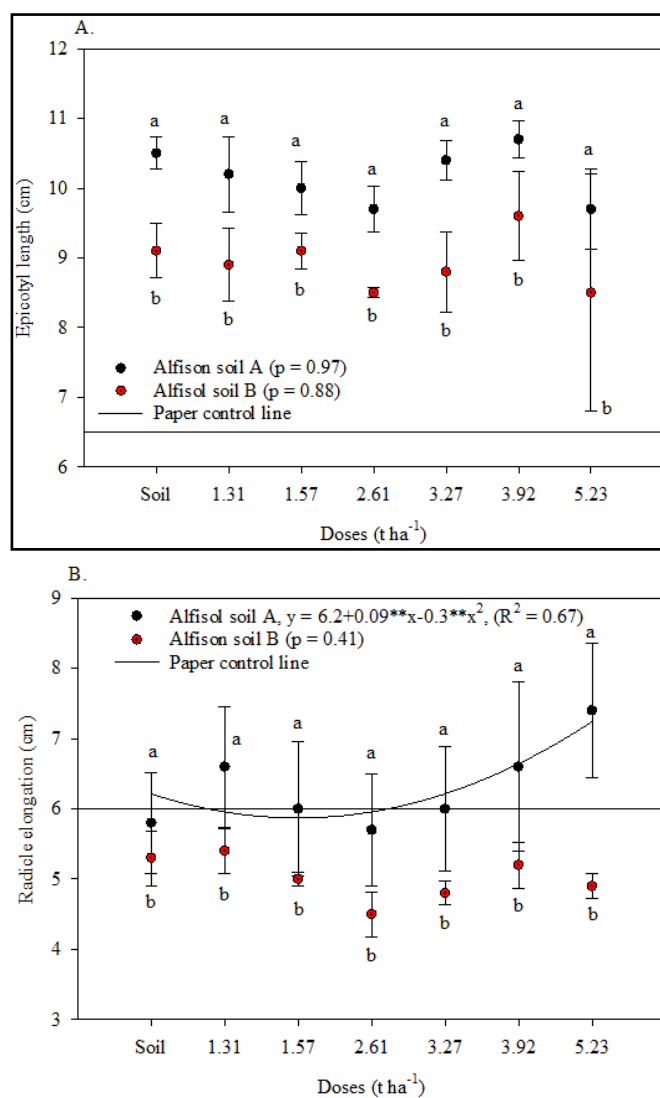 A.
12
11
10
9
8
7
6
Epicotyl length (cm)
a a a a a a a
b b b b b b b
Alfison soil A (p = 0.97)
Alfisol soil B (p = 0.88)
Paper control line
Soil 1.31 1.57 2.61 3.27 3.92 5.23
Doses (t ha⁻¹)
B.
9
8
7
6
5
4
3
Radicle elongation (cm)
Alfisol soil A, y = 6.2+0.09**x-0.3**x², (R² = 0.67)
Alfison soil B (p = 0.41)
Paper control line
a a a a a a a
b b b b b b b
Soil 1.31 1.57 2.61 3.27 3.92 5.23
Doses (t ha⁻¹)